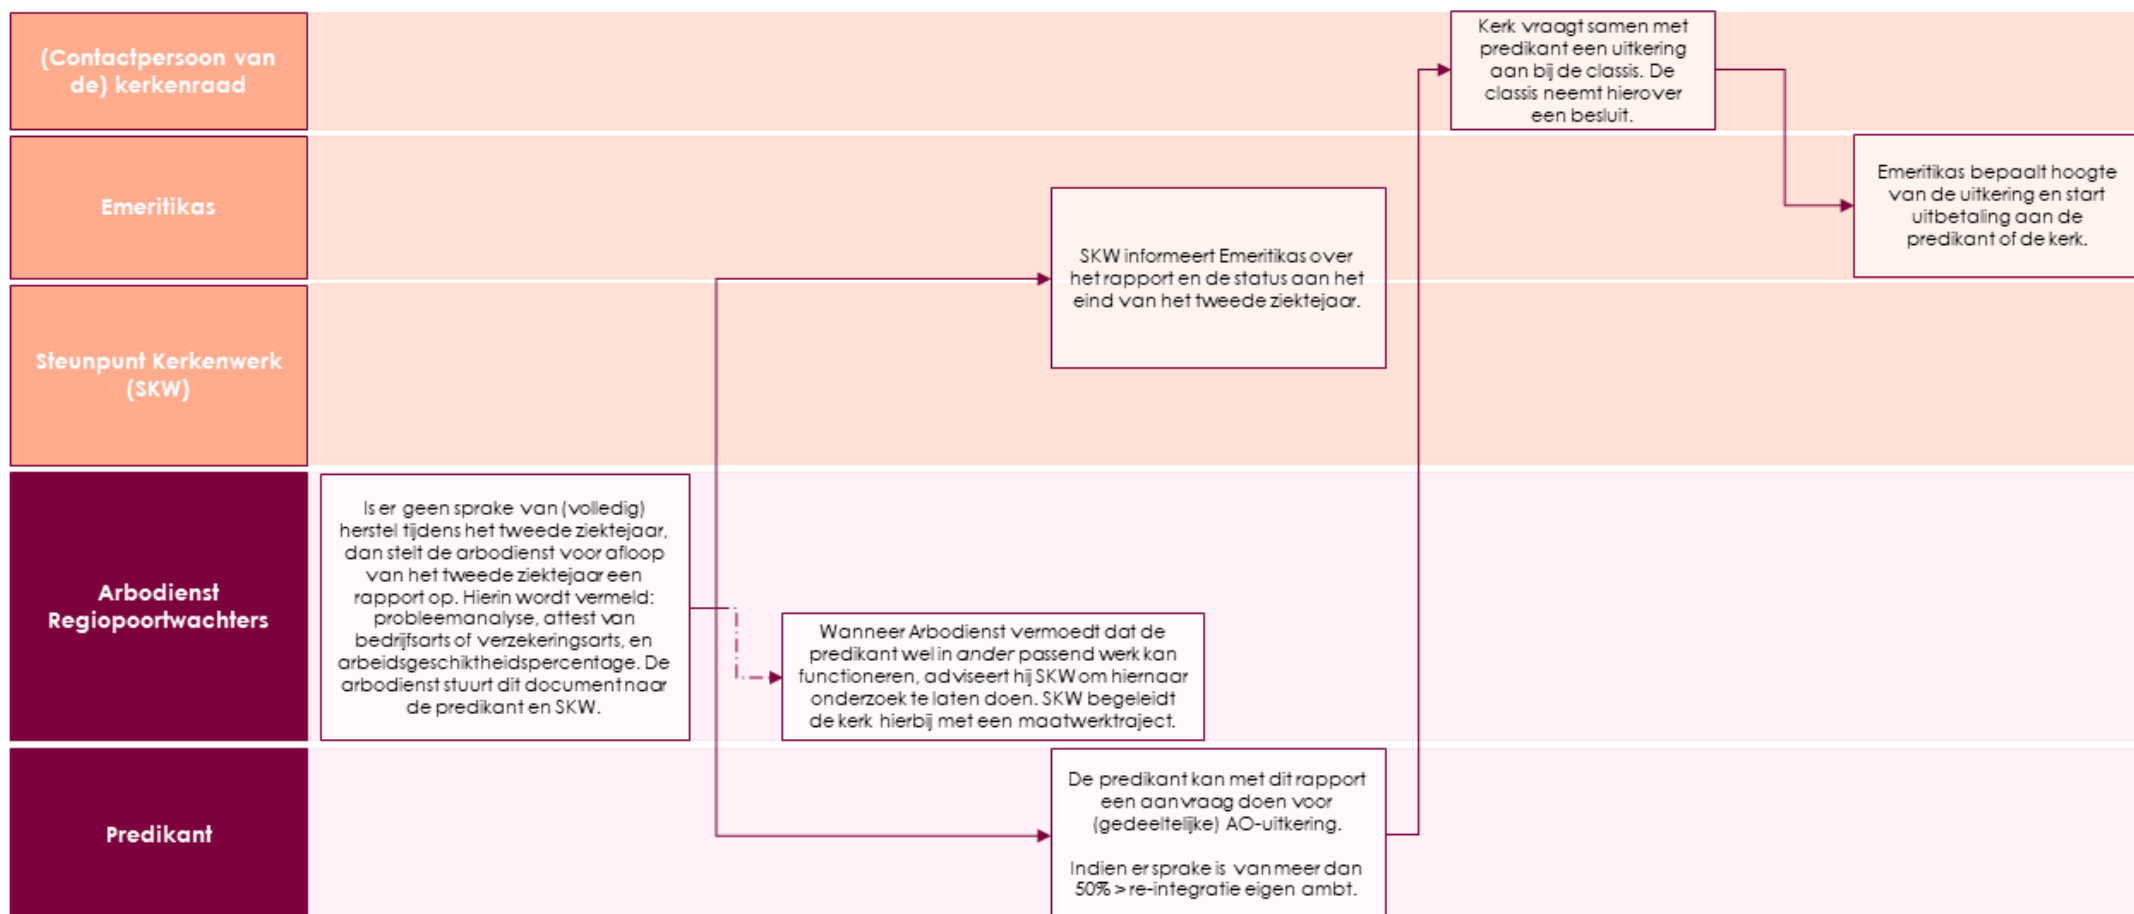 (Contactpersoon van
de) kerkenraad
Kerk vraagt samen met
predikant een uitkering
aan bij de classis. De
classis neemt hierover
een besluit.
Emeritikas
SKW informeert Emeritikas over
het rapport en de status aan het
eind van het tweede ziektejaar.
Emeritikas bepaalt hoogte
van de uitkering en start
uitbetaling aan de
predikant of de kerk.
Steunpunt Kerkenwerk
(SKW)
Arbodienst
Regiopoortwachters
Is er geen sprake van (volledig)
herstel tijdens het tweede ziektejaar,
dan stelt de arbodienst voor afloop
van het tweede ziektejaar een
rapport op. Hierin wordt vermeld:
probleemanalyse, attest van
bedrijfsarts of verzekeringsarts, en
arbeidsgeschiktheidspercentage. De
arbodienst stuurt dit document naar
de predikant en SKW.
Wanneer Arbodienst vermoedt dat de
predikant wel in ander passend werk kan
functioneren, adviseert hij SKW om hiernaar
onderzoek te laten doen. SKW begeleidt
de kerk hierbij met een maatwerktraject.
Predikant
De predikant kan met dit rapport
een aanvraag doen voor
(gedeeltelijke) AO-uitkering.
Indien er sprake is van meer dan
50% > re-integratie eigen ambt.